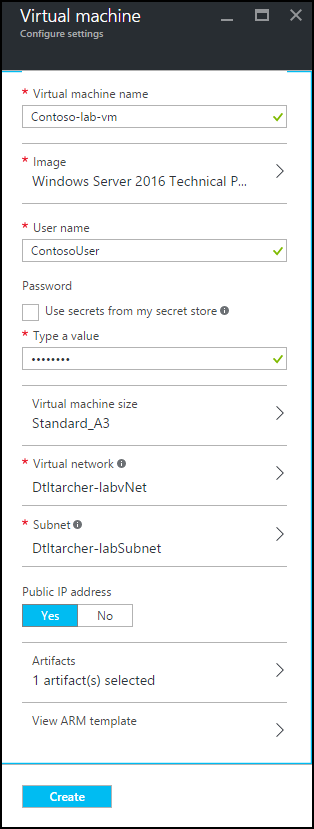 Virtual machine
Configure settings
* Virtual machine name
Contoso-lab-vm
* Image
Windows Server 2016 Technical P...
* User name
ContosoUser
Password
Use secrets from my secret store
* Type a value
••••••••
Virtual machine size
Standard_A3
* Virtual network
Dtltarcher-labvNet
* Subnet
Dtltarcher-labSubnet
Public IP address
Yes No
Artifacts
1 artifact(s) selected
View ARM template
Create